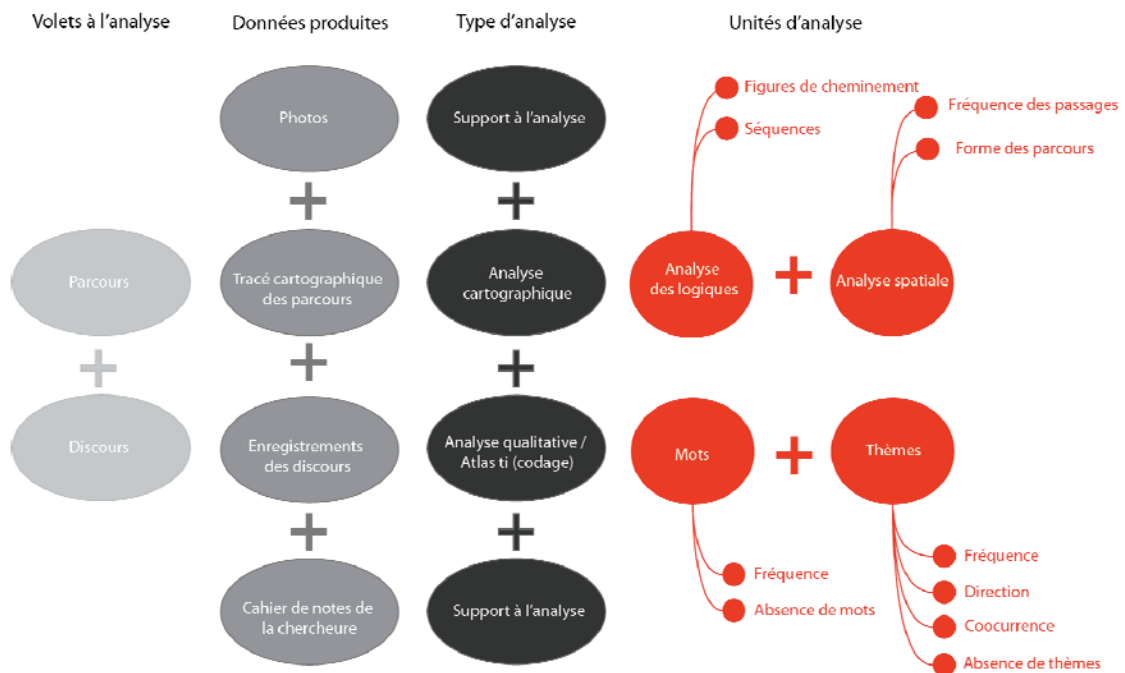 Volets à l'analyse
Données produites
Type d'analyse
Unités d'analyse
Photos
Support à l'analyse
Figures de cheminement
Séquences
Fréquence des passages
Forme des parcours
Parcours
Tracé cartographique
des parcours
Analyse
cartographique
Analyse
des logiques
Analyse spatiale
Discours
Enregistrements
des discours
Analyse qualitative /
Atlas ti (codage)
Mots
Thèmes
Cahier de notes de
la chercheure
Support à l'analyse
Fréquence
Absence de mots
Fréquence
Direction
Coocurrence
Absence de thèmes